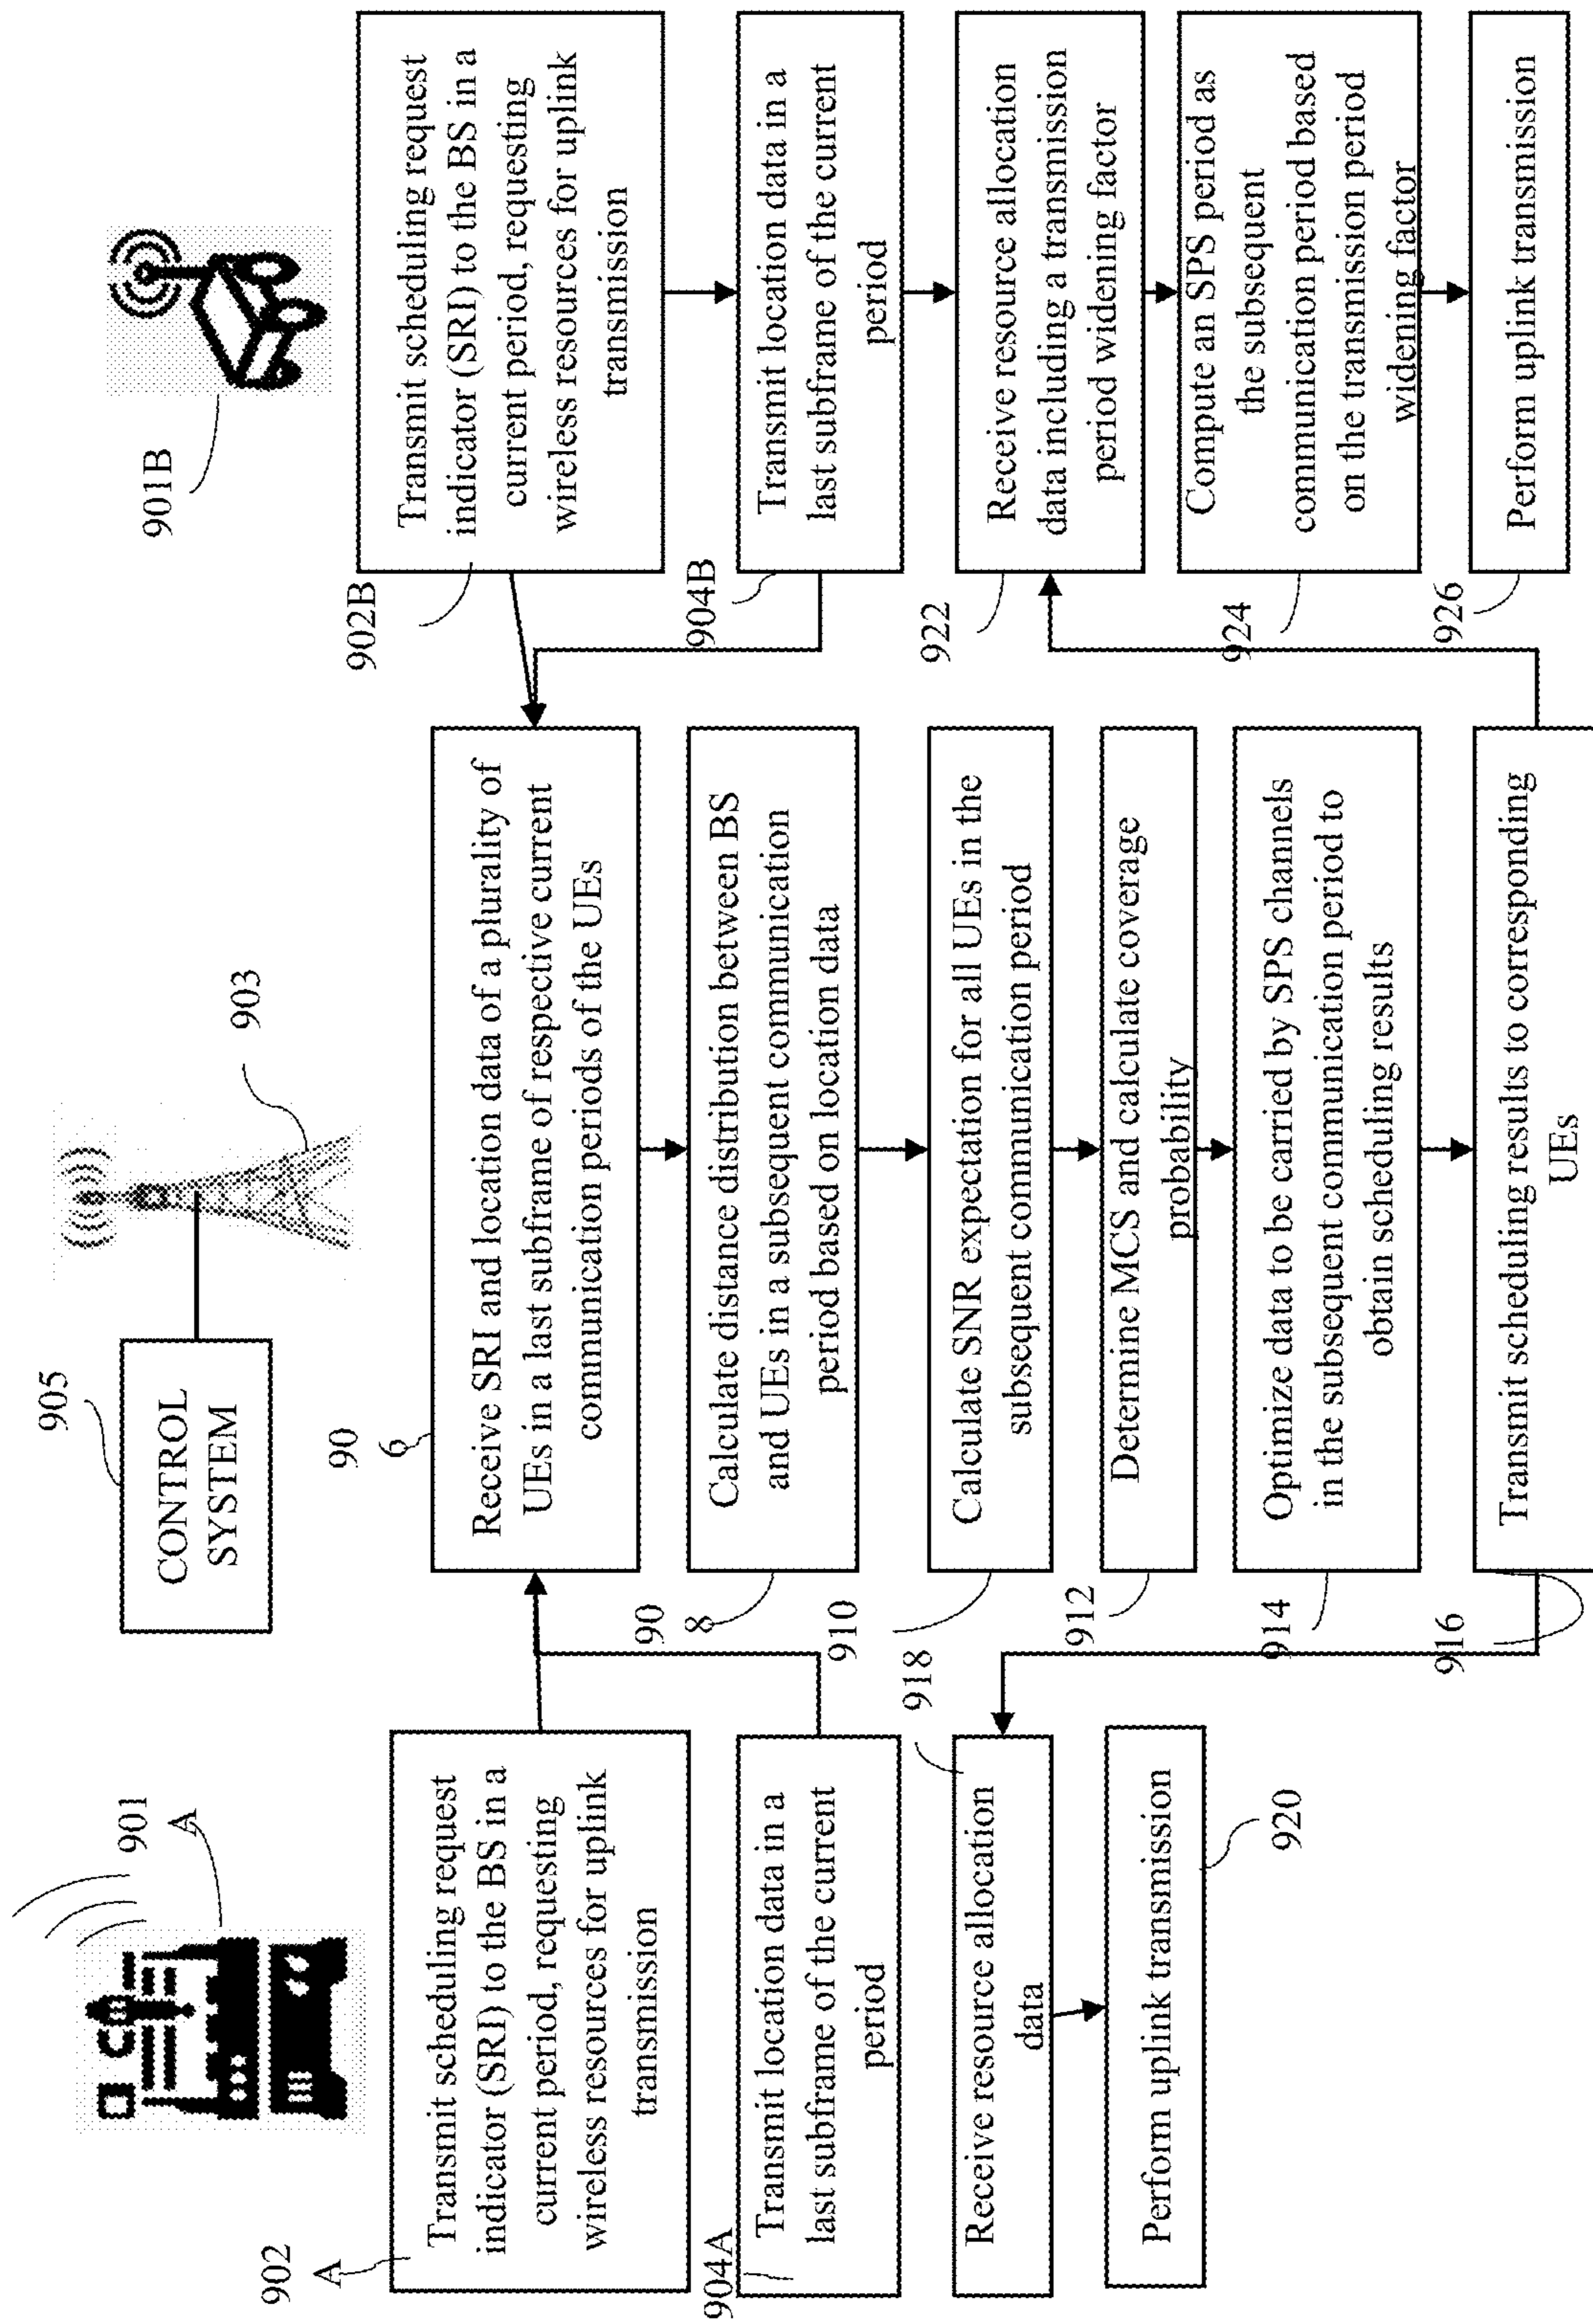 901
A
902
A
Transmit scheduling request
indicator (SRI) to the BS in a
current period, requesting
wireless resources for uplink
transmission
904A
Transmit location data in a
last subframe of the current
period
918
Receive resource allocation
data
Perform uplink transmission
920
905
CONTROL
SYSTEM
903
90
6
Receive SRI and location data of a plurality of
UEs in a last subframe of respective current
communication periods of the UEs
90
8
Calculate distance distribution between BS
and UEs in a subsequent communication
period based on location data
910
Calculate SNR expectation for all UEs in the
subsequent communication period
912
Determine MCS and calculate coverage
probability
914
Optimize data to be carried by SPS channels
in the subsequent communication period to
obtain scheduling results
916
Transmit scheduling results to corresponding
UEs
901B
902B
Transmit scheduling request
indicator (SRI) to the BS in a
current period, requesting
wireless resources for uplink
transmission
904B
Transmit location data in a
last subframe of the current
period
922
Receive resource allocation
data including a transmission
period widening factor
924
Compute an SPS period as
the subsequent
communication period based
on the transmission period
widening factor
926
Perform uplink transmission